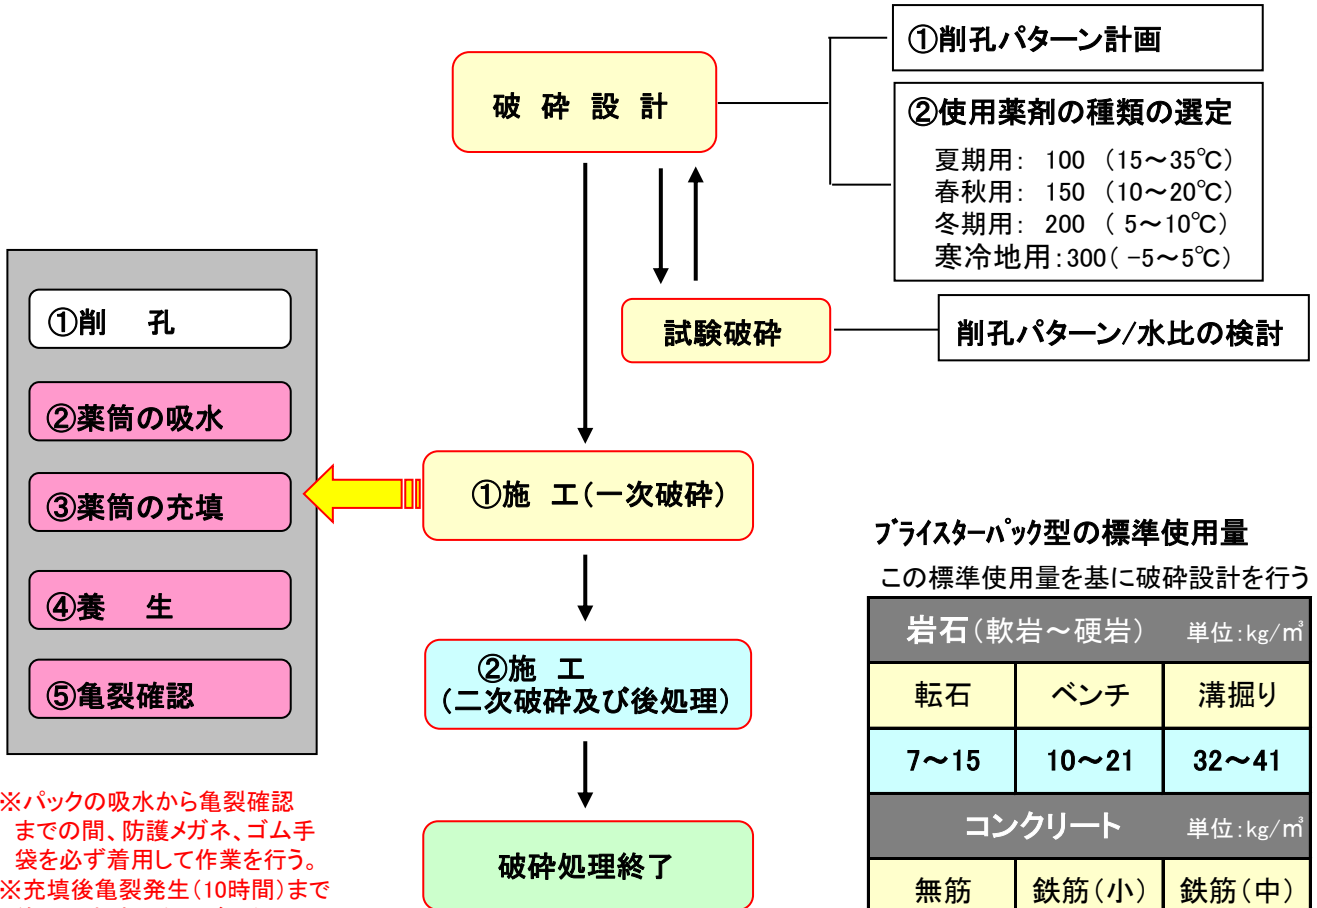 破砕設計
①削孔パターン計画
②使用薬剤の種類の選定
夏期用: 100 (15～35℃)
春秋用: 150 (10～20℃)
冬期用: 200 ( 5～10℃)
寒冷地用:300( -5～5℃)
試験破砕
削孔パターン/水比の検討
①削 孔
②薬筒の吸水
③薬筒の充填
④養 生
⑤亀裂確認
①施 工(一次破砕)
②施 工
(二次破砕及び後処理)
破砕処理終了
※パックの吸水から亀裂確認
までの間、防護メガネ、ゴム手
袋を必ず着用して作業を行う。
※充填後亀裂発生(10時間)まで
ﾌﾞﾗｲｽﾀｰﾊﾟｯｸ型の標準使用量
この標準使用量を基に破砕設計を行う
岩石(軟岩～硬岩) 単位:kg/㎥
転石 ベンチ 溝掘り
7～15 10～21 32～41
コンクリート 単位:kg/㎥
無筋 鉄筋(小) 鉄筋(中)